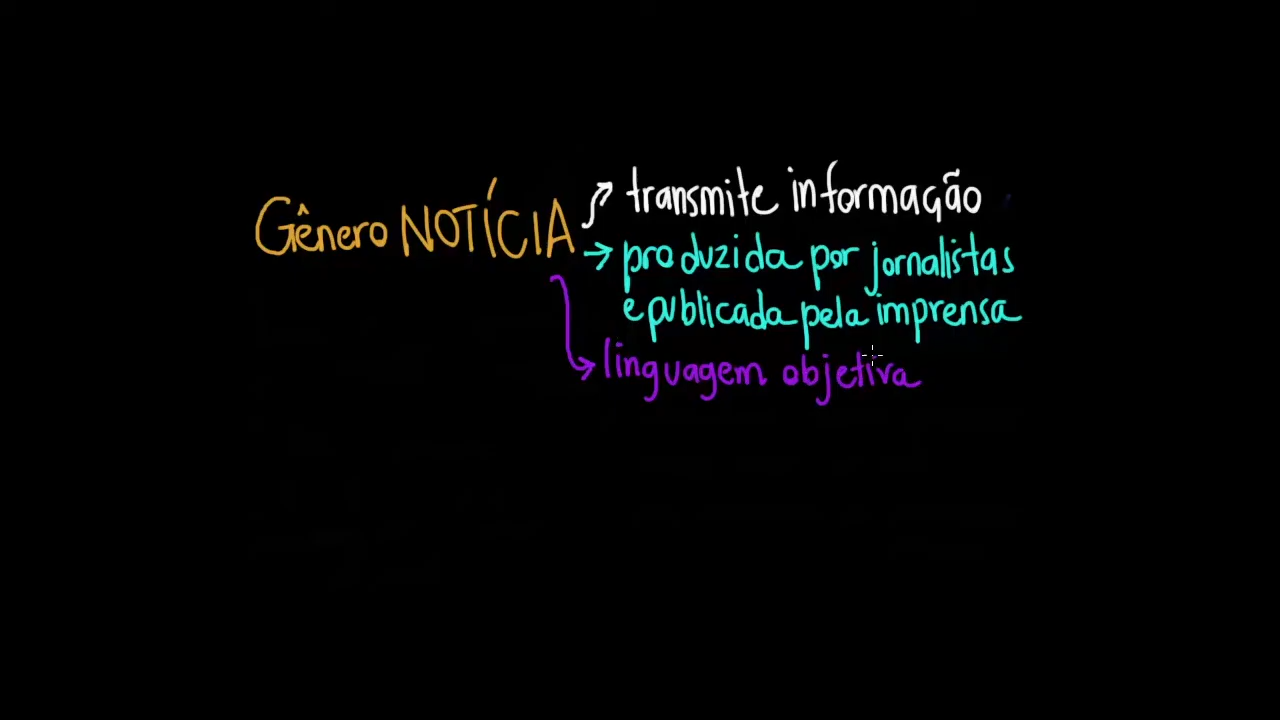 Gênero NOTÍCIA
transmite informação
produzida por jornalistas
e publicada pela imprensa
linguagem objetiva